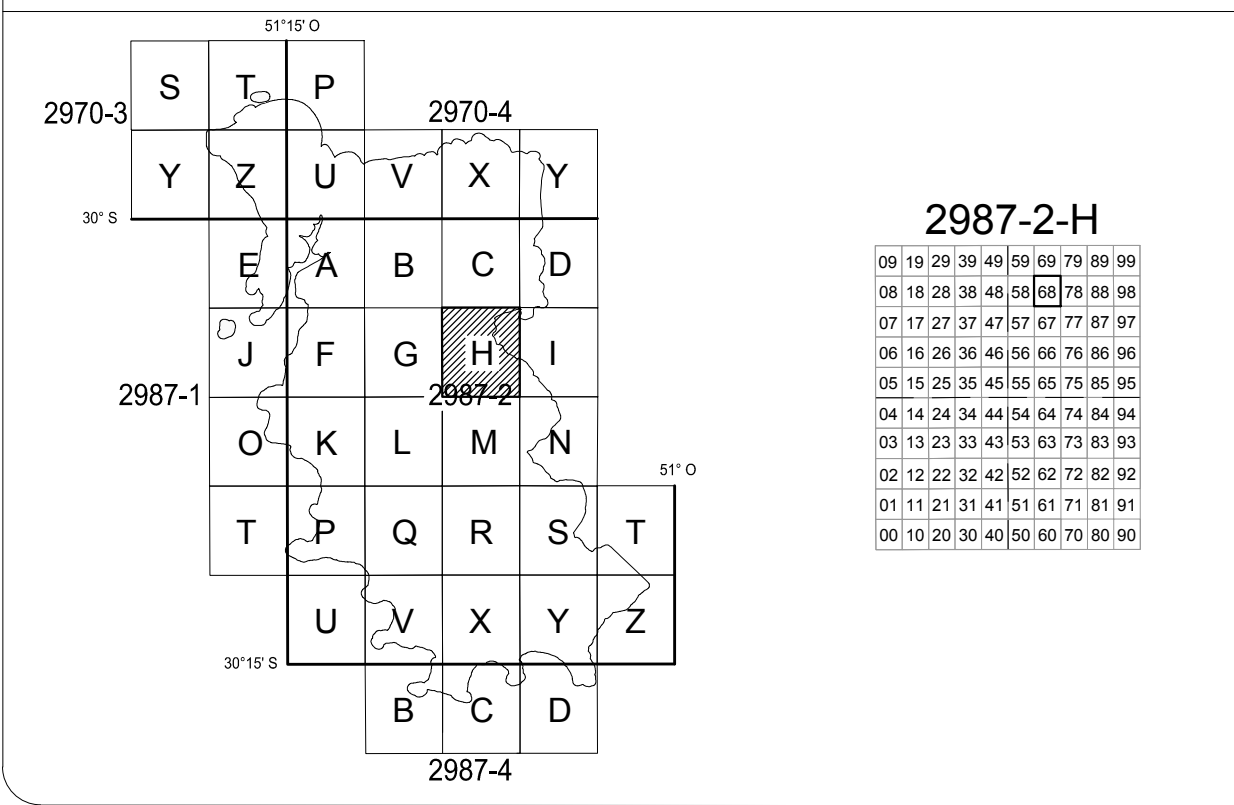 51°15' O
S T P
2970-3 2970-4
Y Z U V X Y
30° S
E A B C D
J F G H I
2987-1 2987-2
O K L M N
51° O
T P Q R S T
U V X Y Z
30°15' S
B C D
2987-4
2987-2-H
09 19 29 39 49 59 69 79 89 99
08 18 28 38 48 58 68 78 88 98
07 17 27 37 47 57 67 77 87 97
06 16 26 36 46 56 66 76 86 96
05 15 25 35 45 55 65 75 85 95
04 14 24 34 44 54 64 74 84 94
03 13 23 33 43 53 63 73 83 93
02 12 22 32 42 52 62 72 82 92
01 11 21 31 41 51 61 71 81 91
00 10 20 30 40 50 60 70 80 90